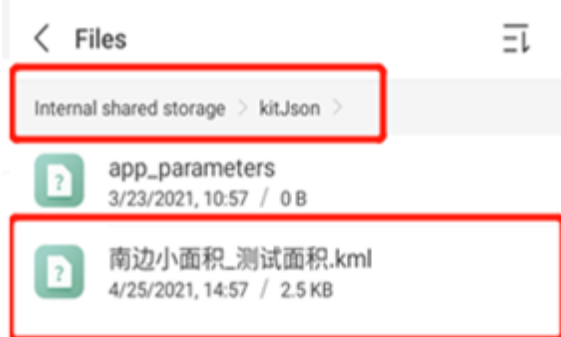 Files
Internal shared storage > kitJson >
app_parameters
3/23/2021, 10:57 / 0 B
南边小面积_测试面积.kml
4/25/2021, 14:57 / 2.5 KB